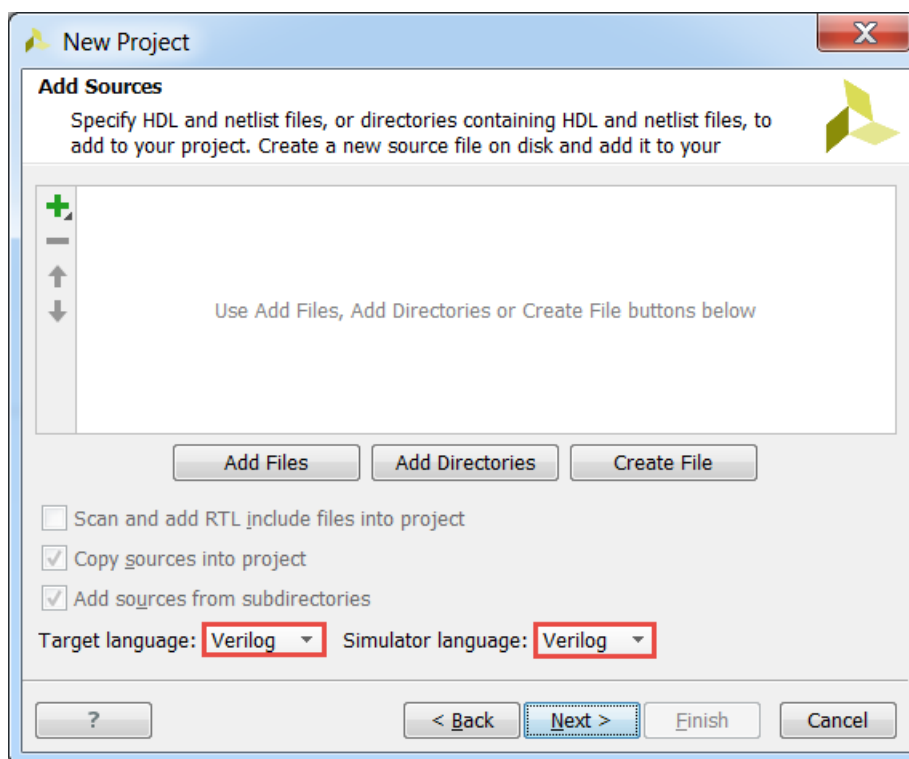 New Project
Add Sources
Specify HDL and netlist files, or directories containing HDL and netlist files, to
add to your project. Create a new source file on disk and add it to your
Use Add Files, Add Directories or Create File buttons below
Add Files Add Directories Create File
Scan and add RTL include files into project
Copy sources into project
Add sources from subdirectories
Target language: Verilog Simulator language: Verilog
? < Back Next > Finish Cancel